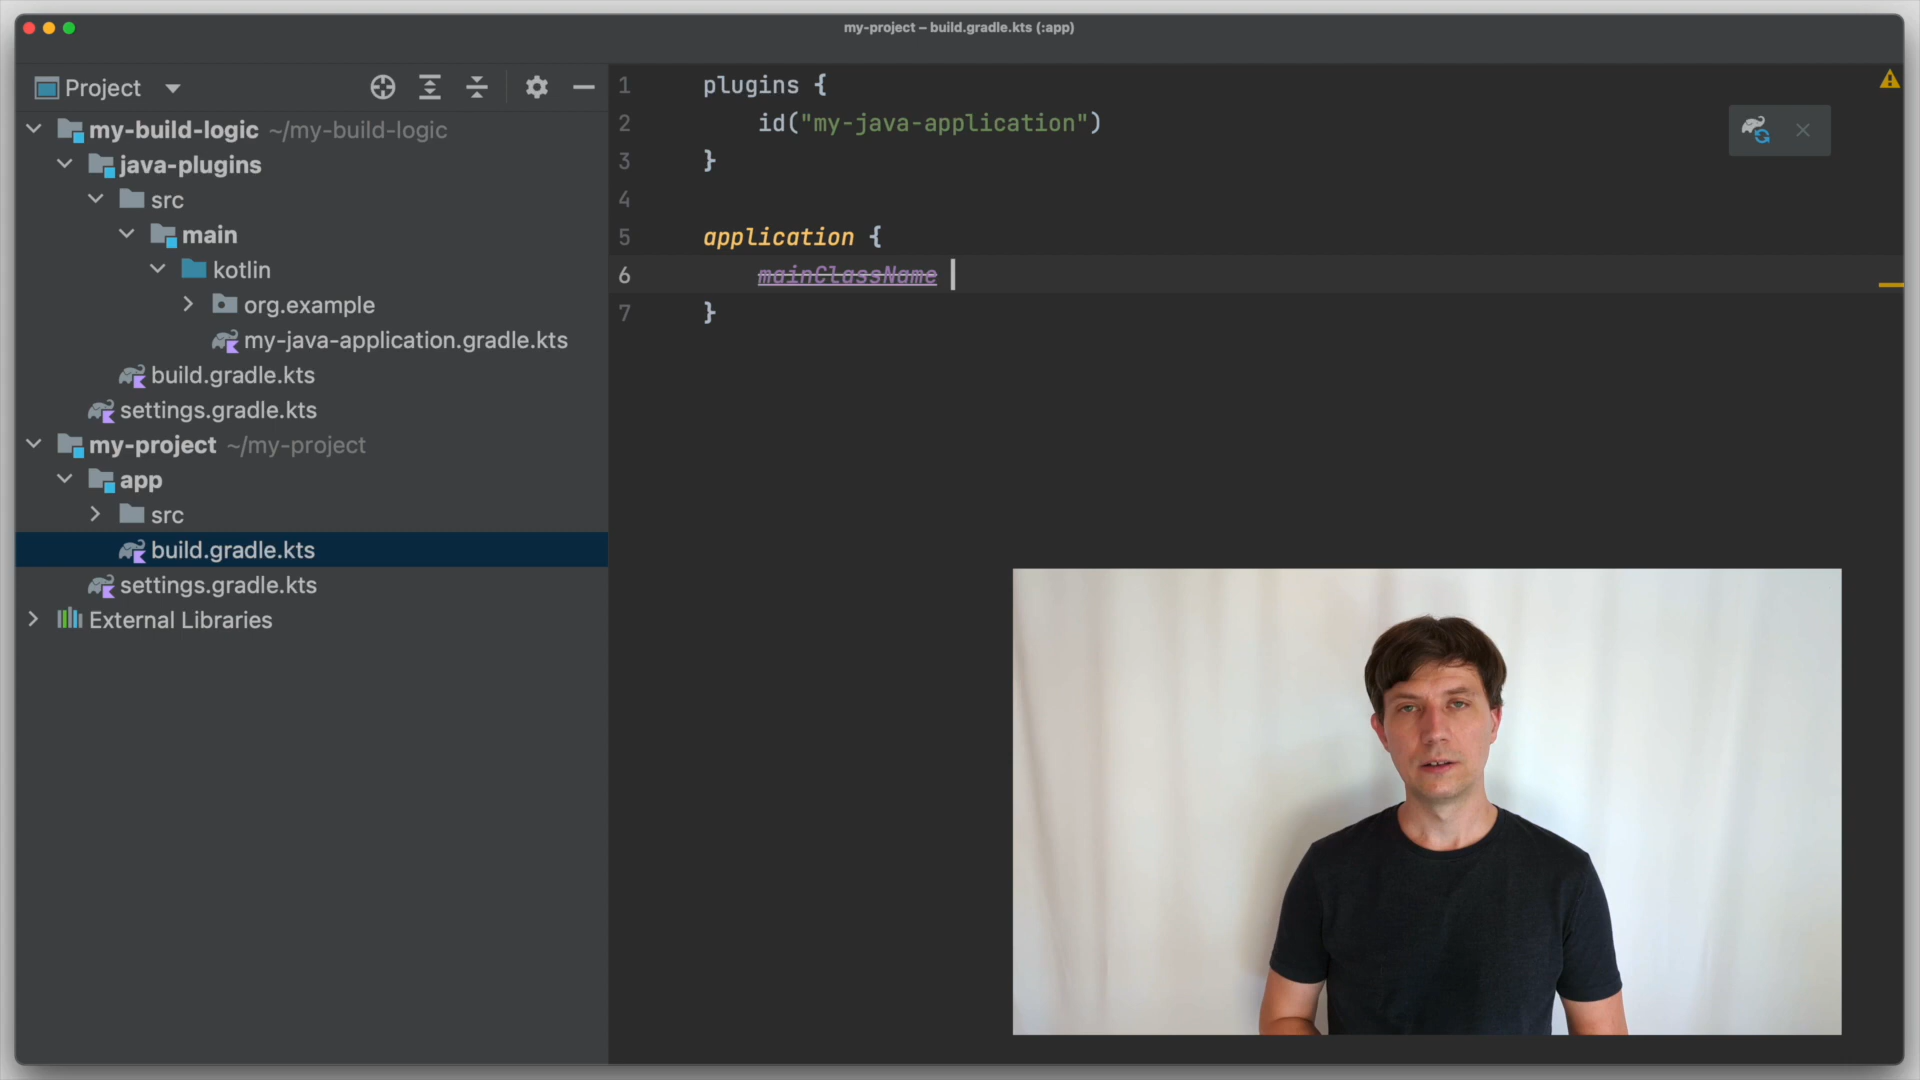 my-project – build.gradle.kts (:app)
Project
my-build-logic ~/my-build-logic
java-plugins
src
main
kotlin
org.example
my-java-application.gradle.kts
build.gradle.kts
settings.gradle.kts
my-project ~/my-project
app
src
build.gradle.kts
settings.gradle.kts
External Libraries
1 plugins {
2 id("my-java-application")
3 }
4
5 application {
6 mainClassName
7 }